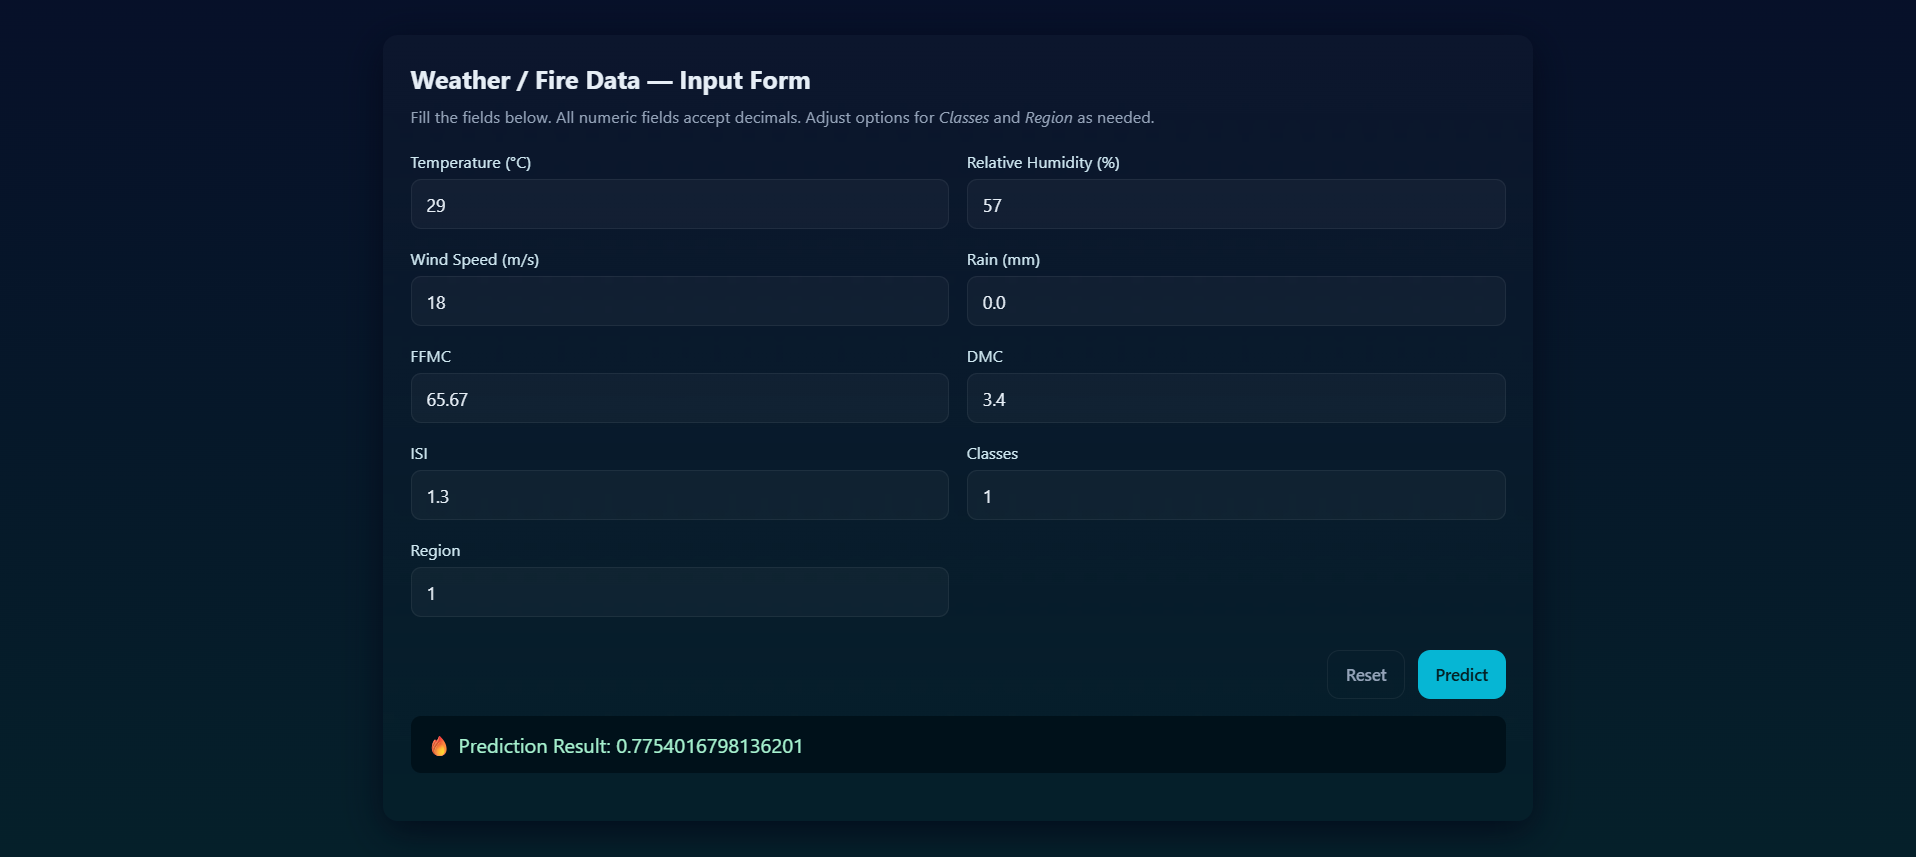 Weather / Fire Data — Input Form
Fill the fields below. All numeric fields accept decimals. Adjust options for Classes and Region as needed.
Temperature (°C)
Relative Humidity (%)
29
57
Wind Speed (m/s)
Rain (mm)
18
0.0
FFMC
DMC
65.67
3.4
ISI
Classes
1.3
1
Region
1
Reset
Predict
🔥 Prediction Result: 0.7754016798136201